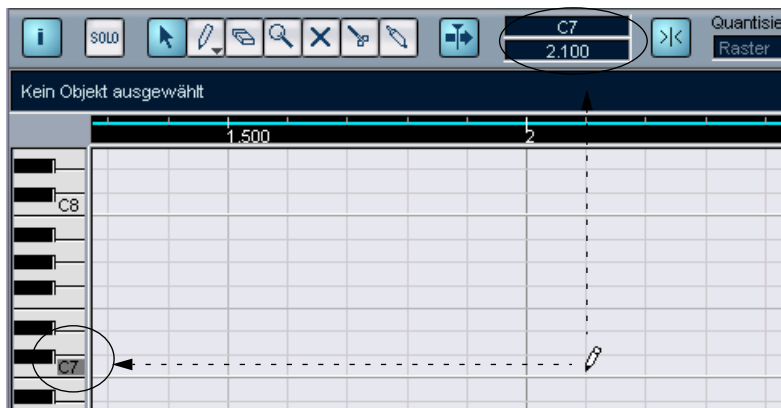 i
SOLO
C7
2.100
>|<
Quantisie
Raster
Kein Objekt ausgewählt
1.500
2
C8
C7